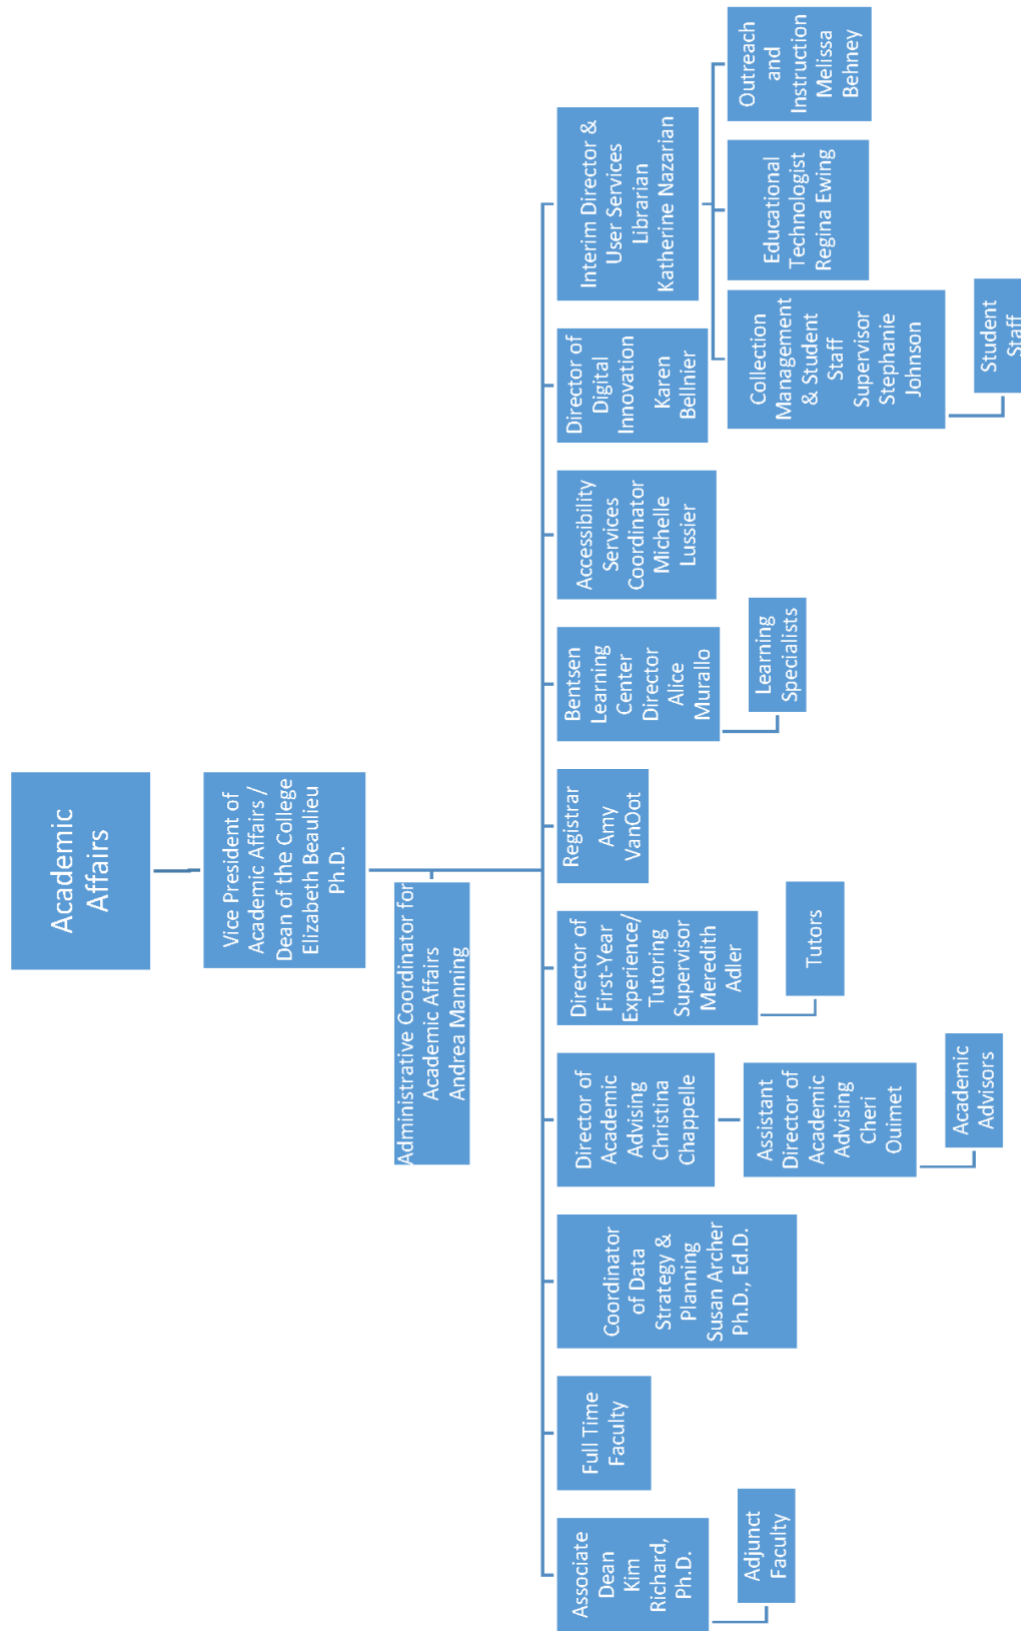 Academic
Affairs
Vice President of
Academic Affairs /
Dean of the College
Elizabeth Beaulieu
Ph.D.
Administrative Coordinator for
Academic Affairs
Andrea Manning
Associate
Dean
Kim
Richard,
Ph.D.
Adjunct
Faculty
Full Time
Faculty
Coordinator
of Data
Strategy &
Planning
Susan Archer
Ph.D., Ed.D.
Director of
Academic
Advising
Christina
Chappelle
Assistant
Director of
Academic
Advising
Cheri
Ouimet
Academic
Advisors
Director of
First-Year
Experience/
Tutoring
Supervisor
Meredith
Adler
Tutors
Registrar
Amy
VanOot
Bentsen
Learning
Center
Director
Alice
Murallo
Learning
Specialists
Accessibility
Services
Coordinator
Michelle
Lussier
Director of
Digital
Innovation
Karen
Bellnier
Interim Director &
User Services
Librarian
Katherine Nazarian
Collection
Management
& Student
Staff
Supervisor
Stephanie
Johnson
Student
Staff
Educational
Technologist
Regina Ewing
Outreach
and
Instruction
Melissa
Behney